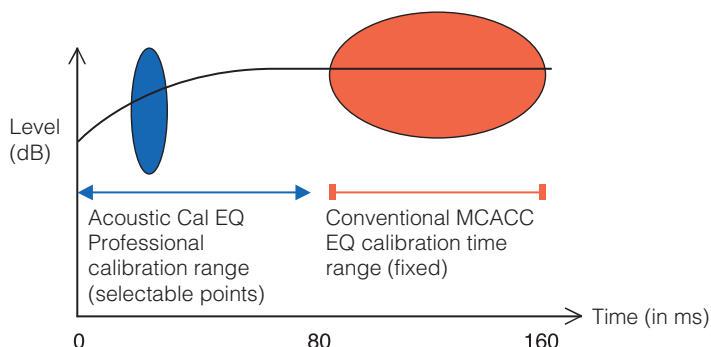 Level
(dB)
Acoustic Cal EQ
Professional
calibration range
(selectable points)
Conventional MCACC
EQ calibration time
range (fixed)
Time (in ms)
0
80
160